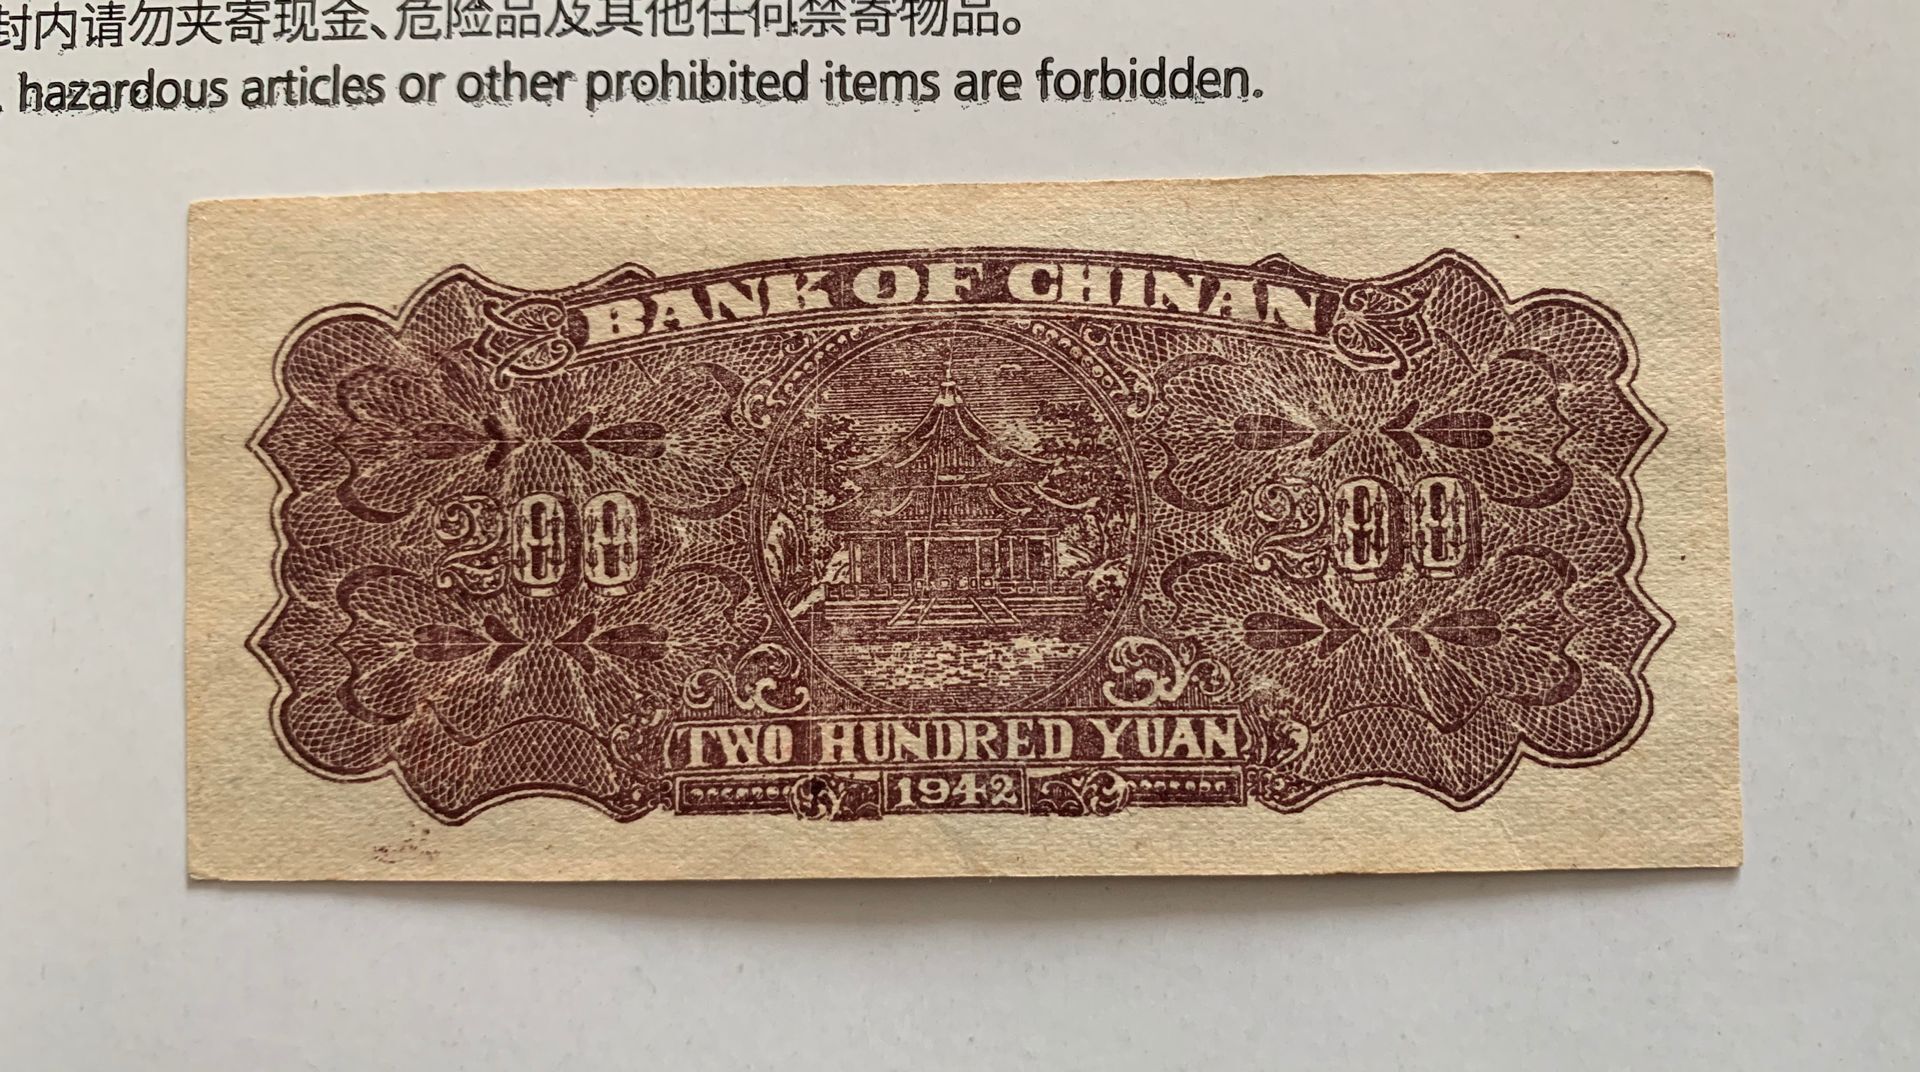 封内请勿夹寄现金、危险品及其他任何禁寄物品。
hazardous articles or other prohibited items are forbidden.
BANK OF CHINAN
200 200
TWO HUNDRED YUAN
1942